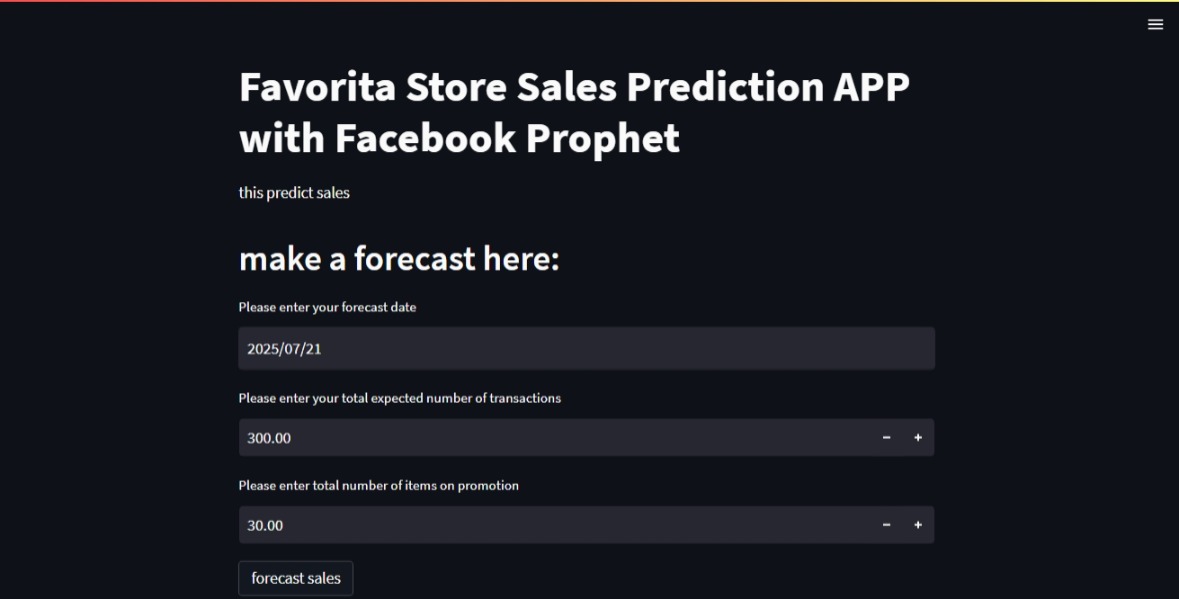 Favorita Store Sales Prediction APP
with Facebook Prophet
this predict sales
make a forecast here:
Please enter your forecast date
2025/07/21
Please enter your total expected number of transactions
300.00
Please enter total number of items on promotion
30.00
forecast sales